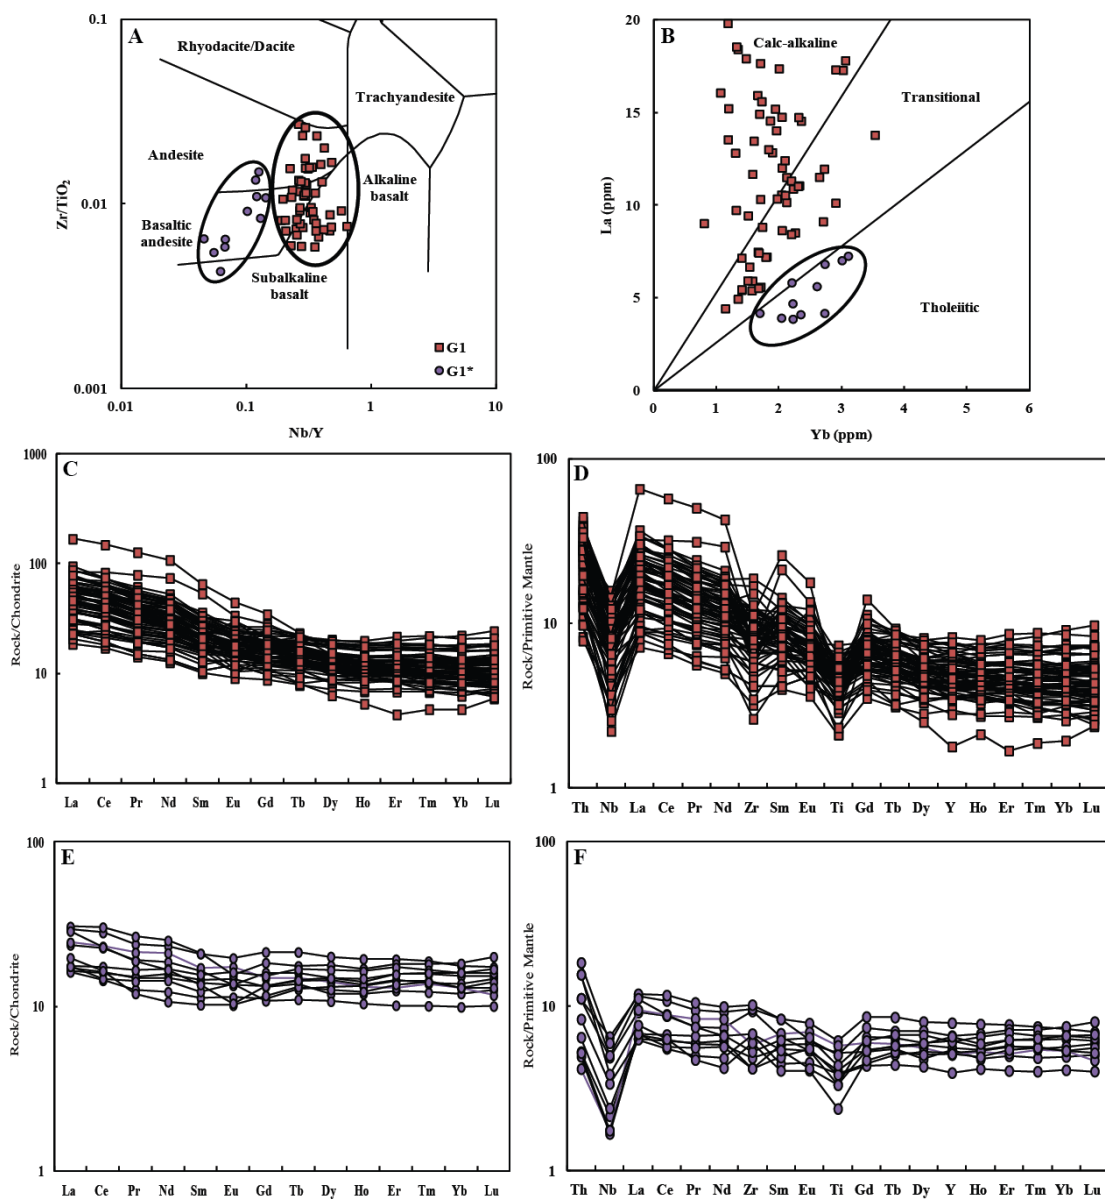 A
0.1
Rhyodacite/Dacite
Trachyandesite
Andesite
Zr/TiO2
0.01
Alkaline
basalt
Basaltic
andesite
Subalkaline
basalt
G1
G1*
0.001
0.01 0.1 1 10
Nb/Y
B
20
Calc-alkaline
15
Transitional
La (ppm)
10
5
Tholeiitic
0
0 1 2 3 4 5 6
Yb (ppm)
C
1000
100
Rock/Chondrite
10
1
La Ce Pr Nd Sm Eu Gd Tb Dy Ho Er Tm Yb Lu
D
100
Rock/Primitive Mantle
10
1
Th Nb La Ce Pr Nd Zr Sm Eu Ti Gd Tb Dy Y Ho Er Tm Yb Lu
E
100
Rock/Chondrite
10
1
La Ce Pr Nd Sm Eu Gd Tb Dy Ho Er Tm Yb Lu
F
100
Rock/Primitive Mantle
10
1
Th Nb La Ce Pr Nd Zr Sm Eu Ti Gd Tb Dy Y Ho Er Tm Yb Lu